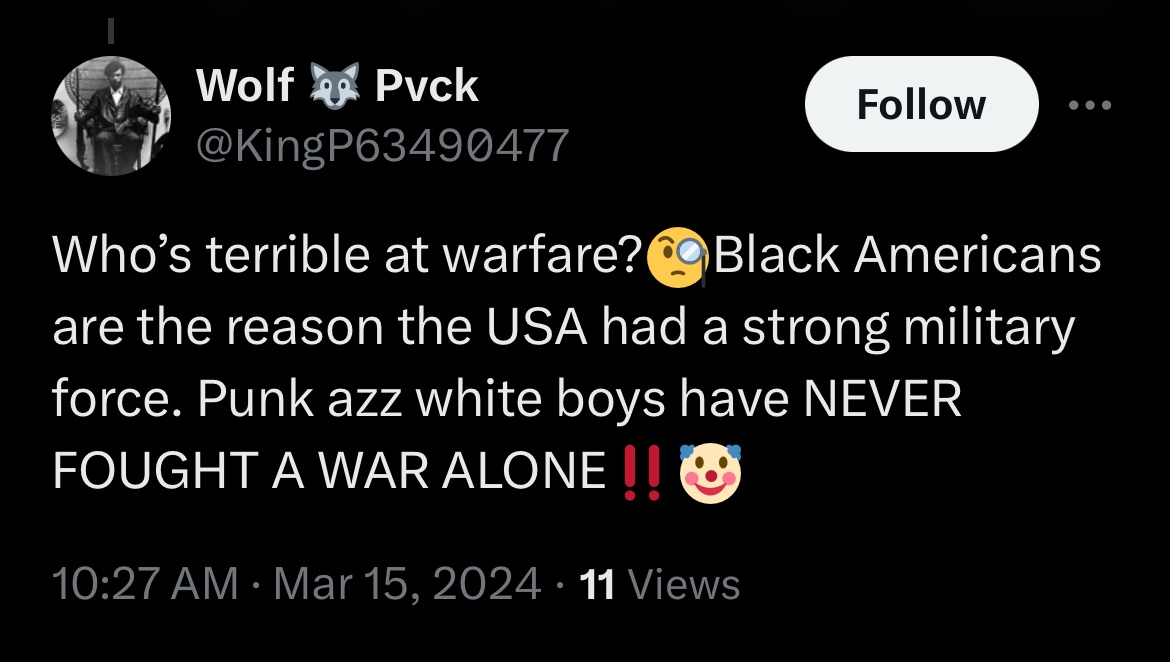 Wolf 🐺 Pvck
Follow
@KingP63490477
Who’s terrible at warfare?🧐Black Americans
are the reason the USA had a strong military
force. Punk azz white boys have NEVER
FOUGHT A WAR ALONE‼️🤡
10:27 AM · Mar 15, 2024 · 11 Views